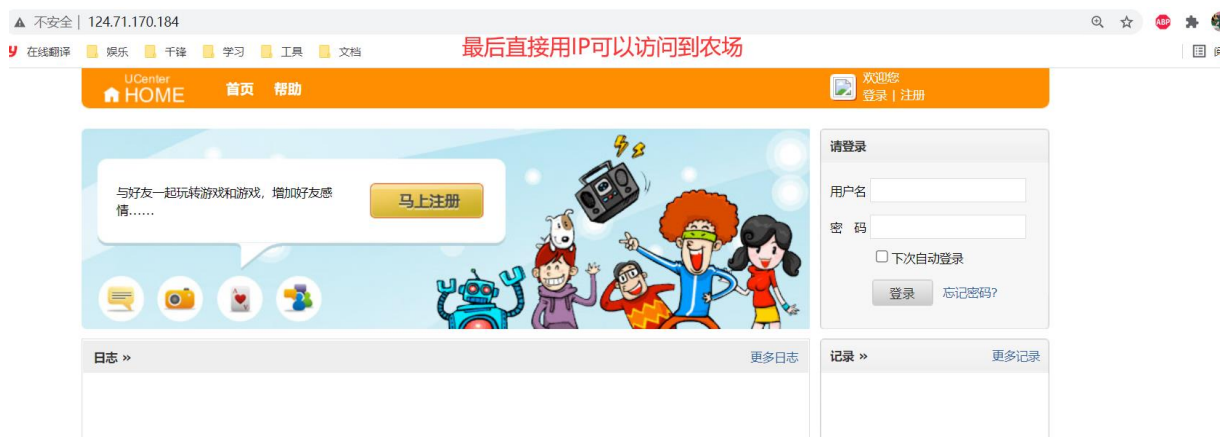 不安全 | 124.71.170.184
在线翻译 娱乐 千锋 学习 工具 文档
最后直接用IP可以访问到农场
UCenter
HOME
首页 帮助
欢迎您
登录 | 注册
与好友一起玩转游戏和游戏，增加好友感
情……
马上注册
请登录
用户名
密 码
下次自动登录
登录 忘记密码?
日志 »
更多日志
记录 »
更多记录
ABP